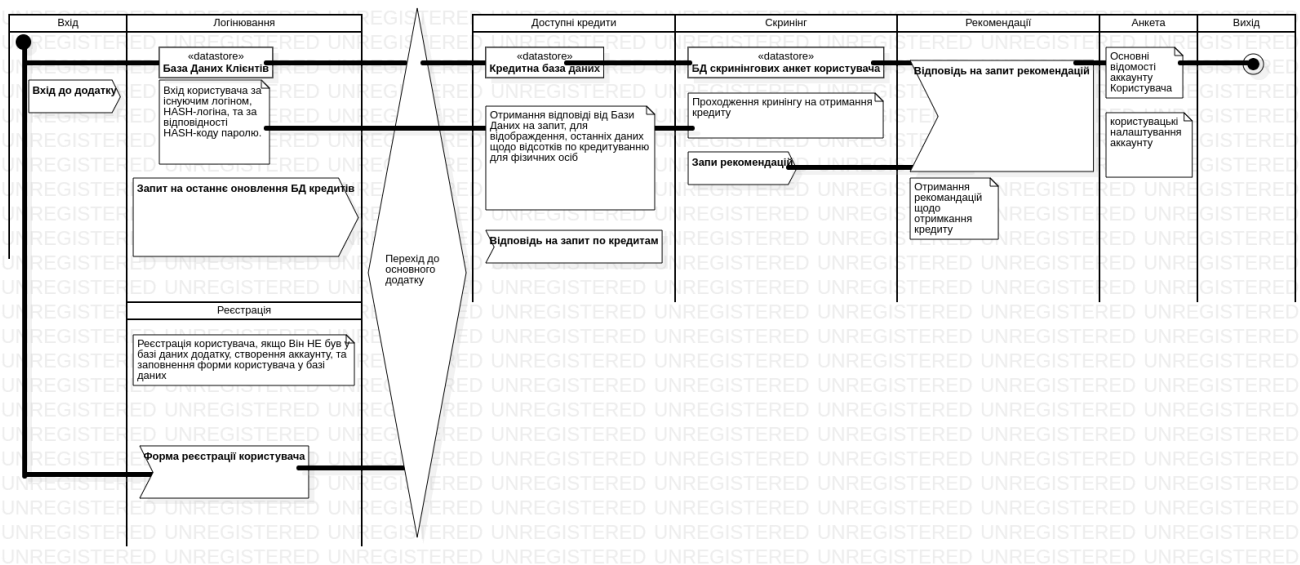 Вхід
Логінювання
Доступні кредити
Скринінг
Рекомендації
Анкета
Вихід
«datastore»
База Даних Клієнтів
Вхід до додатку
Вхід користувача за
існуючим логіном,
HASH-логіна, та за
відповідності
HASH-коду паролю.
Запит на останнє оновлення БД кредитів
Реєстрація
Реєстрація користувача, якщо Він НЕ був у
базі даних додатку, створення аккаунту, та
заповнення форми користувача у базі
даних
Форма реєстрації користувача
Перехід до
основного
додатку
«datastore»
Кредитна база даних
Отримання відповіді від Бази
Даних на запит, для
відображення, останніх даних
щодо відсотків по кредитуванню
для фізичних осіб
Відповідь на запит по кредитам
«datastore»
БД скринінгових анкет користувача
Проходження кринінгу на отримання
кредиту
Запи рекомендацій
Відповідь на запит рекомендацій
Отримання
рекомандацій
щодо
отримкання
кредиту
Основні
відомості
аккаунту
Користувача
користувацькі
налаштування
аккаунту
UNREGISTERED